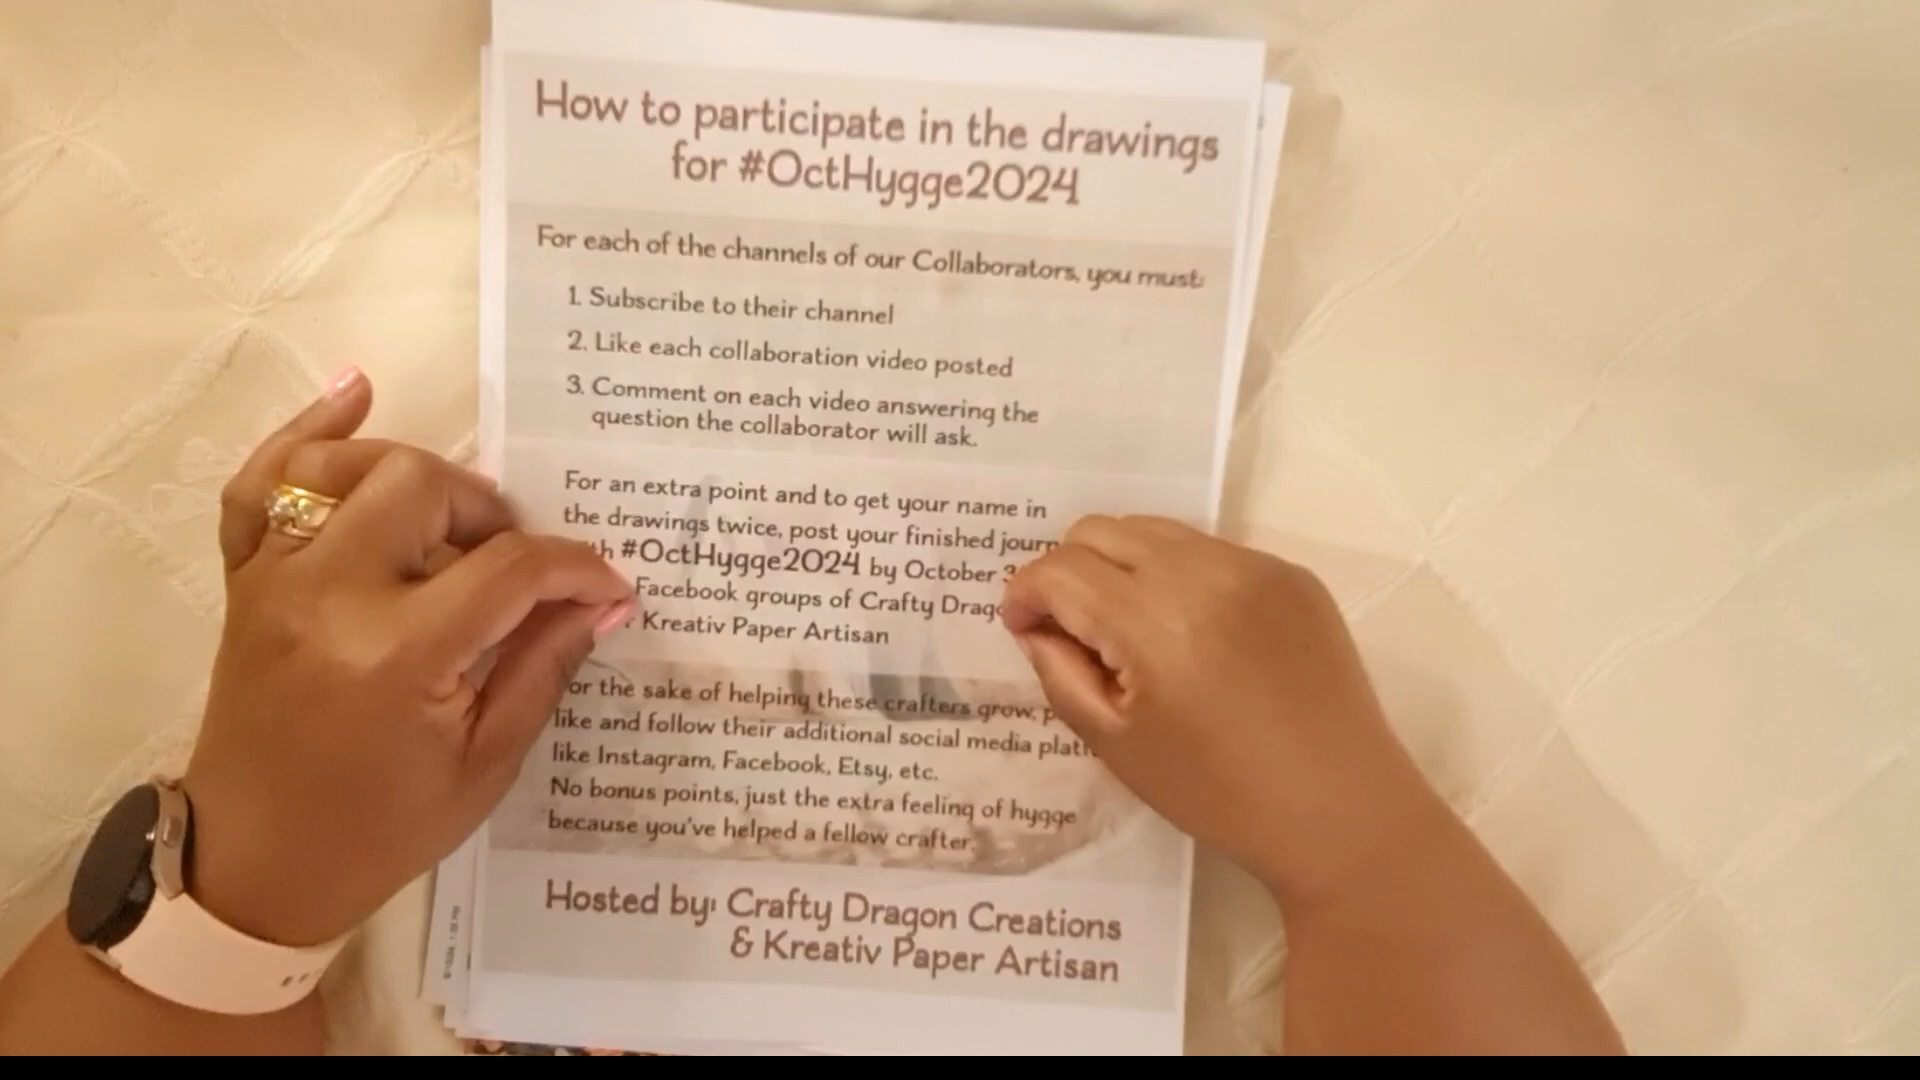 How to participate in the drawings
for #OctHygge2024
For each of the channels of our Collaborators, you must:
1. Subscribe to their channel
2. Like each collaboration video posted
3. Comment on each video answering the
question the collaborator will ask.
For an extra point and to get your name in
the drawings twice, post your finished
#OctHygge2024 by October
Facebook groups of Crafty
Kreativ Paper Artisan
the sake of helping these crafters grow,
like and follow their additional social media
like Instagram, Facebook, Etsy, etc.
No bonus points, just the extra feeling of hygge
because you've helped a fellow crafter.
Hosted by: Crafty Dragon Creations
& Kreativ Paper Artisan